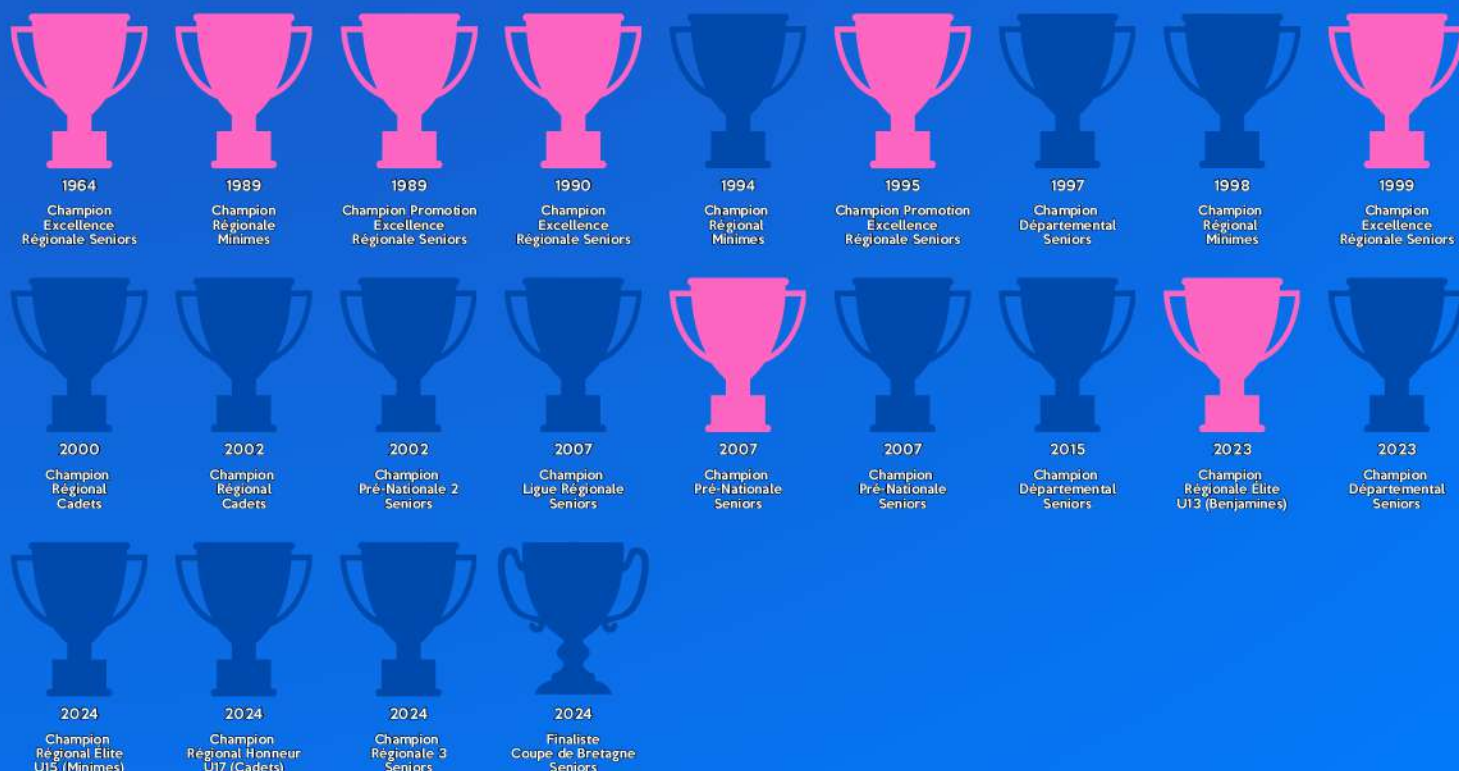 1964
Champion
Excellence
Régionale Seniors
1989
Champion
Régionale
Minimes
1989
Champion Promotion
Excellence
Régionale Seniors
1990
Champion
Excellence
Régionale Seniors
1994
Champion
Régional
Minimes
1995
Champion Promotion
Excellence
Régionale Seniors
1997
Champion
Départemental
Seniors
1998
Champion
Régional
Minimes
1999
Champion
Excellence
Régionale Seniors
2000
Champion
Régional
Cadets
2002
Champion
Régional
Cadets
2002
Champion
Pré-Nationale 2
Seniors
2007
Champion
Ligue Régionale
Seniors
2007
Champion
Pré-Nationale
Seniors
2007
Champion
Pré-Nationale
Seniors
2015
Champion
Départemental
Seniors
2023
Champion
Régionale Élite
U13 (Benjamines)
2023
Champion
Départemental
Seniors
2024
Champion
Régional Élite
U15 (Minimes)
2024
Champion
Régional Honneur
U17 (Cadets)
2024
Champion
Régionale 3
Seniors
2024
Finaliste
Coupe de Bretagne
Seniors